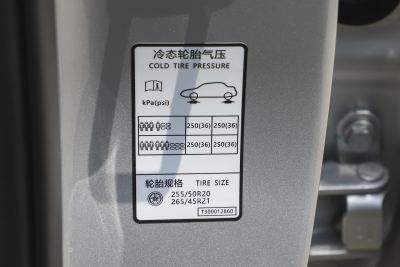 冷态轮胎气压
COLD TIRE PRESSURE
kPa(psi)
250(36) 250(36)
250(36) 250(36)
轮胎规格 TIRE SIZE
255/50R20
265/45R21
T300012860